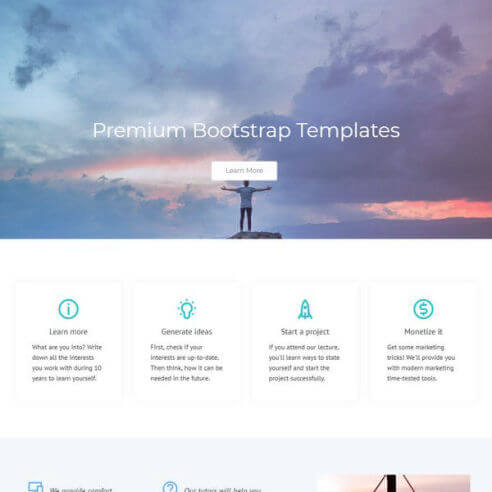 Premium Bootstrap Templates
Learn More
Learn more
What are you into? Write
down all the interests
you work with during 10
years to learn yourself.
Generate ideas
First, check if your
interests are up-to-date.
Then think, how it can be
needed in the future.
Start a project
If you attend our lecture,
you'll learn ways to state
yourself and start the
project successfully.
Monetize it
Get some marketing
tricks! We'll provide you
with modern marketing
time-tested tools.
We provide comfort
Our tutors will help you